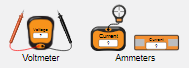 Voltage
?
Current
?
Current
?
Voltmeter
Ammeters